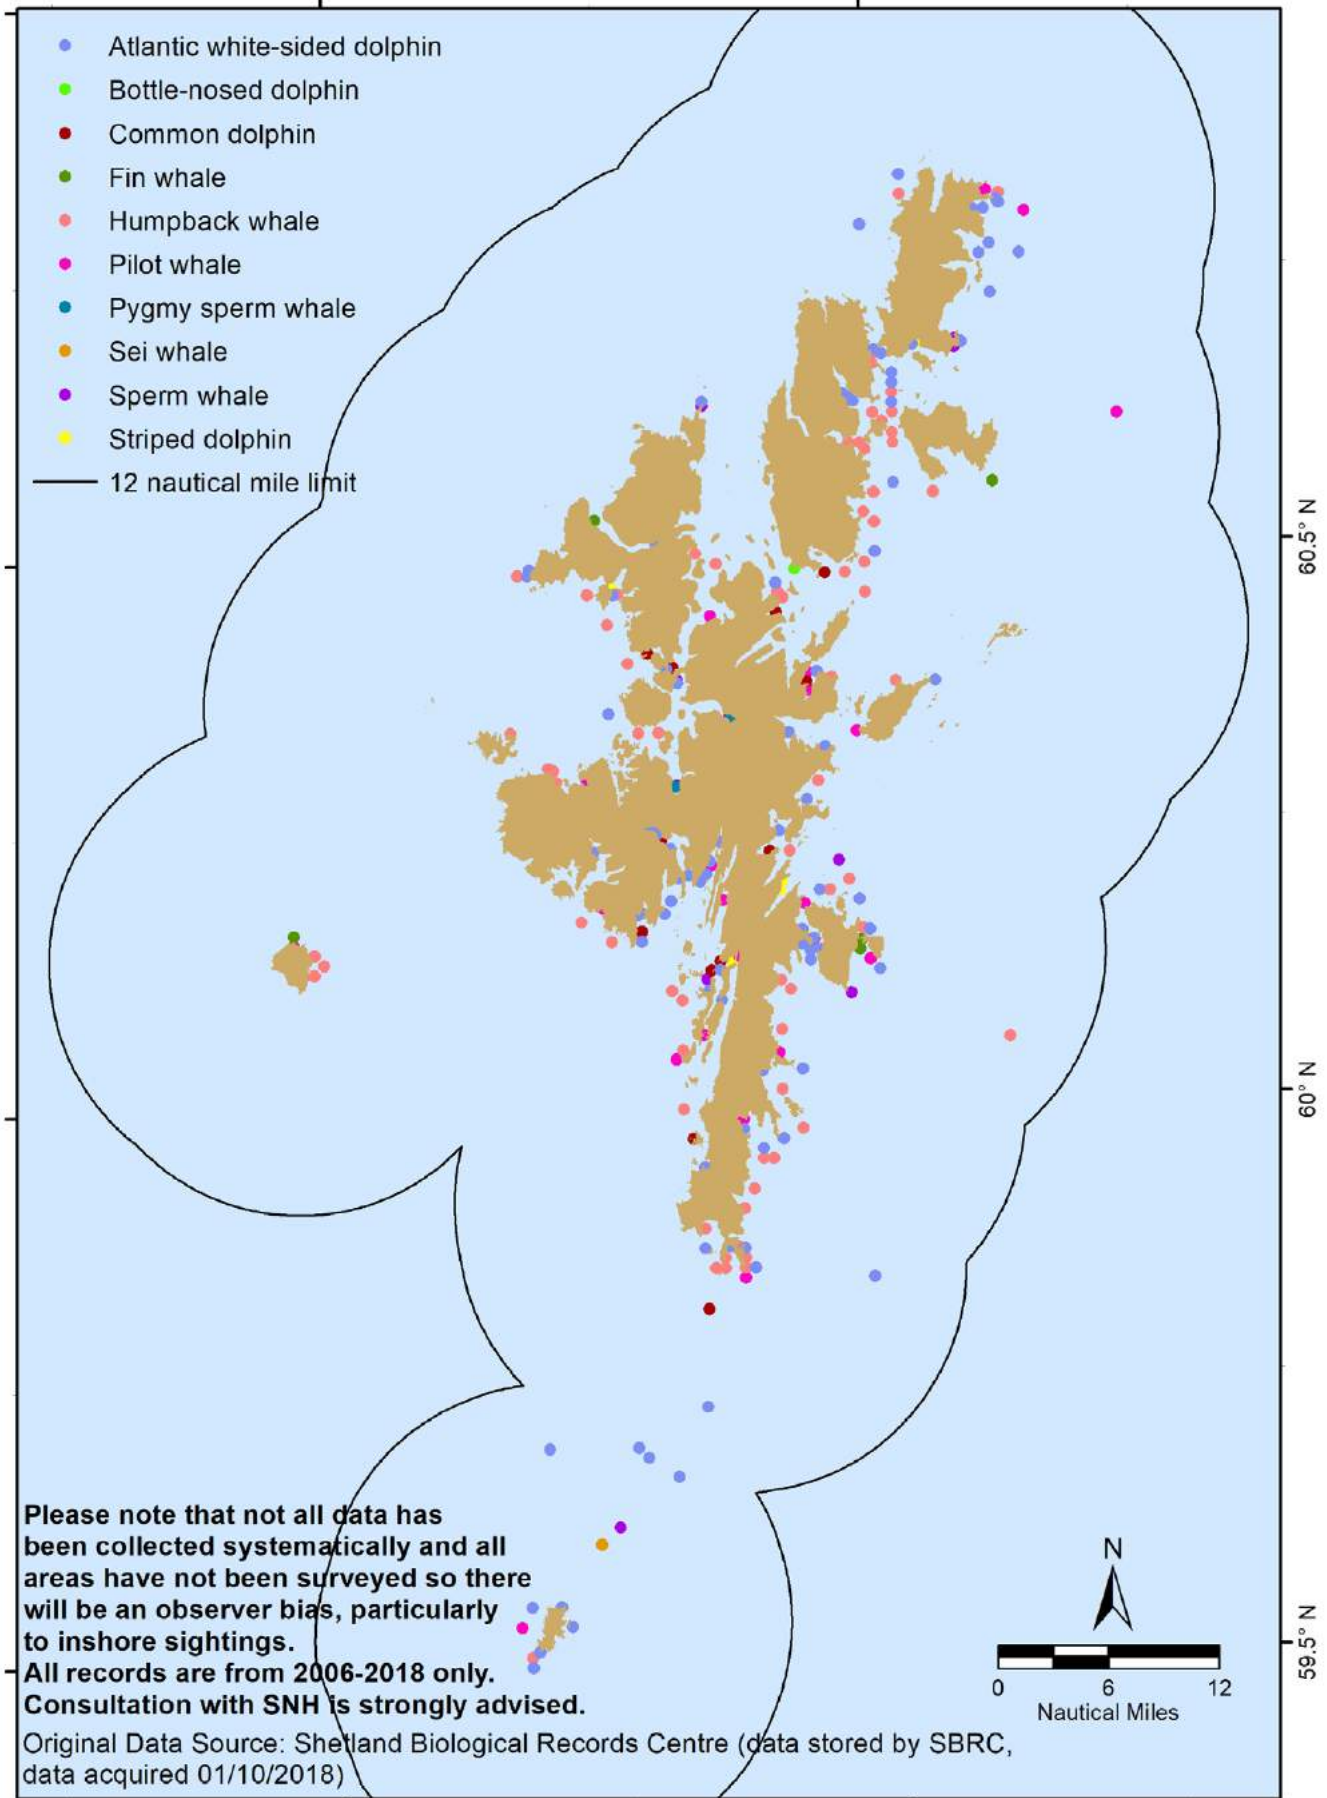 Atlantic white-sided dolphin
Bottle-nosed dolphin
Common dolphin
Fin whale
Humpback whale
Pilot whale
Pygmy sperm whale
Sei whale
Sperm whale
Striped dolphin
12 nautical mile limit
60.5° N
60° N
59.5° N
Please note that not all data has
been collected systematically and all
areas have not been surveyed so there
will be an observer bias, particularly
to inshore sightings.
All records are from 2006-2018 only.
Consultation with SNH is strongly advised.
Original Data Source: Shetland Biological Records Centre (data stored by SBRC,
data acquired 01/10/2018)
N
0 6 12
Nautical Miles